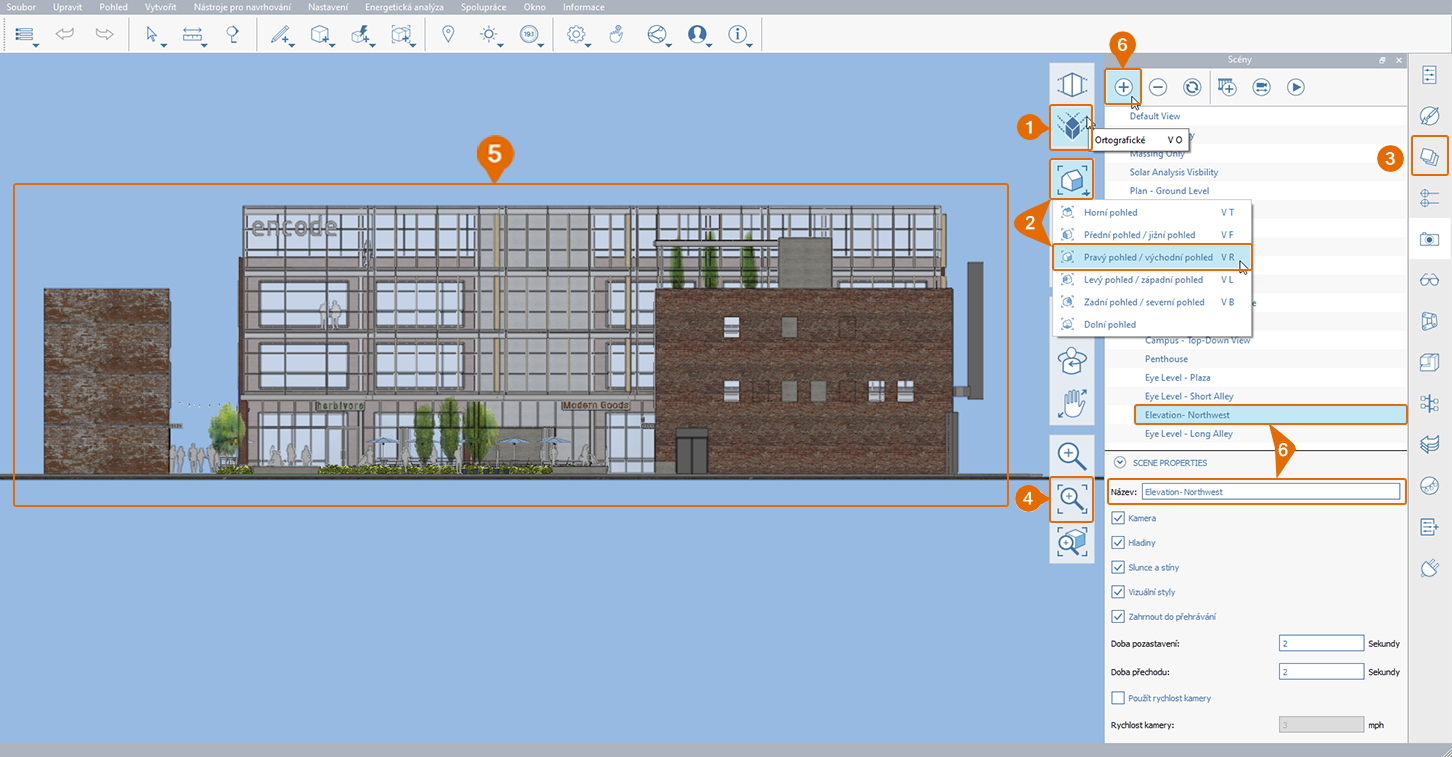 Soubor Upravit Pohled Vytvořit Nástroje pro navrhování Nastavení Energetická analýza Spolupráce Okno Informace
19.1
6
Scény
Default View
1
Ortografické V O
y
Massing Only
3
Solar Analysis Visbility
Plan - Ground Level
5
2
Horní pohled V T
Přední pohled / jižní pohled V F
Pravý pohled / východní pohled V R
Levý pohled / západní pohled V L
Zadní pohled / severní pohled V B
e
Dolní pohled
encode
Campus - Top-Down View
Penthouse
Eye Level - Plaza
Eye Level - Short Alley
herbivore
Modern Goods
Elevation- Northwest
Eye Level - Long Alley
6
SCENE PROPERTIES
4
Název: Elevation- Northwest
Kamera
Hladiny
Slunce a stíny
Vizuální styly
Zahrnout do přehrávání
Doba pozastavení: 2 Sekundy
Doba přechodu: 2 Sekundy
Použít rychlost kamery
Rychlost kamery: 3 mph